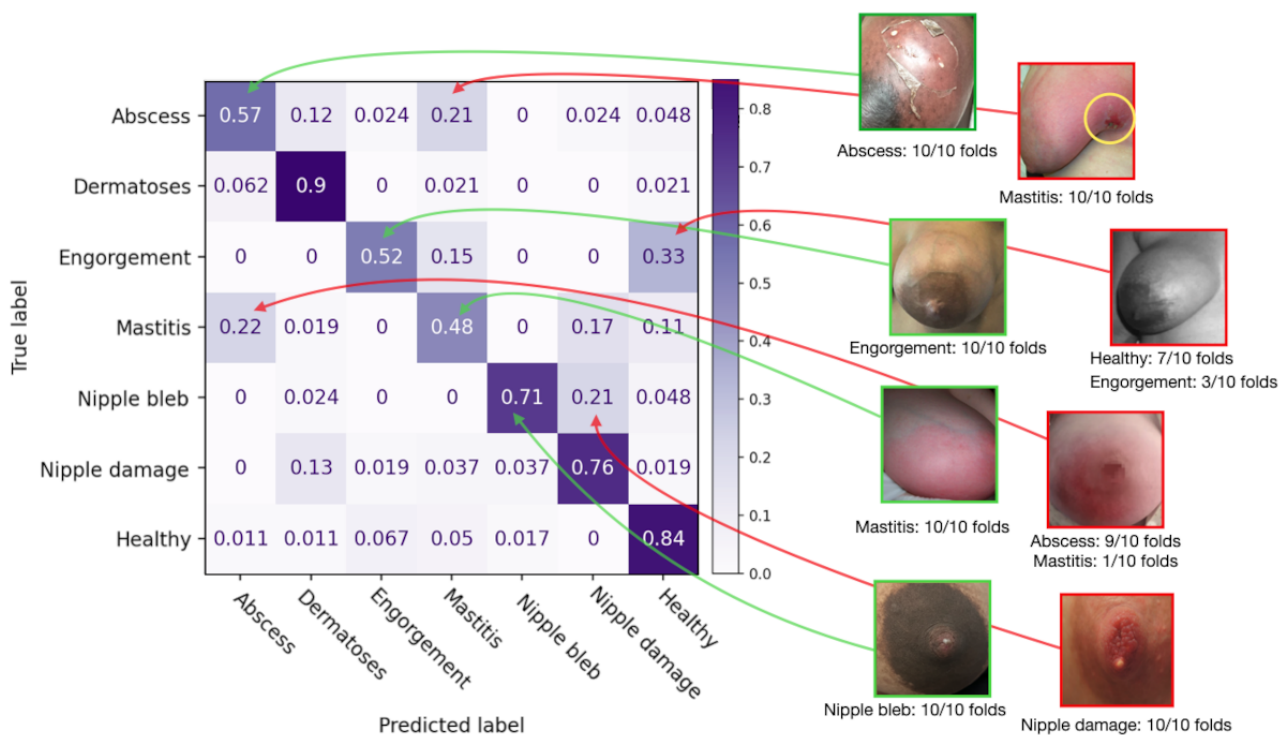 Abscess 0.57 0.12 0.024 0.21 0 0.024 0.048
Dermatoses 0.062 0.9 0 0.021 0 0 0.021
Engorgement 0 0 0.52 0.15 0 0 0.33
Mastitis 0.22 0.019 0 0.48 0 0.17 0.11
Nipple bleb 0 0.024 0 0 0.71 0.21 0.048
Nipple damage 0 0.13 0.019 0.037 0.037 0.76 0.019
Healthy 0.011 0.011 0.067 0.05 0.017 0 0.84
True label
Abscess
Dermatoses
Engorgement
Mastitis
Nipple bleb
Nipple damage
Healthy
Predicted label
0.8
0.7
0.6
0.5
0.4
0.3
0.2
0.1
0.0
Abscess: 10/10 folds
Mastitis: 10/10 folds
Engorgement: 10/10 folds
Healthy: 7/10 folds
Engorgement: 3/10 folds
Mastitis: 10/10 folds
Abscess: 9/10 folds
Mastitis: 1/10 folds
Nipple bleb: 10/10 folds
Nipple damage: 10/10 folds